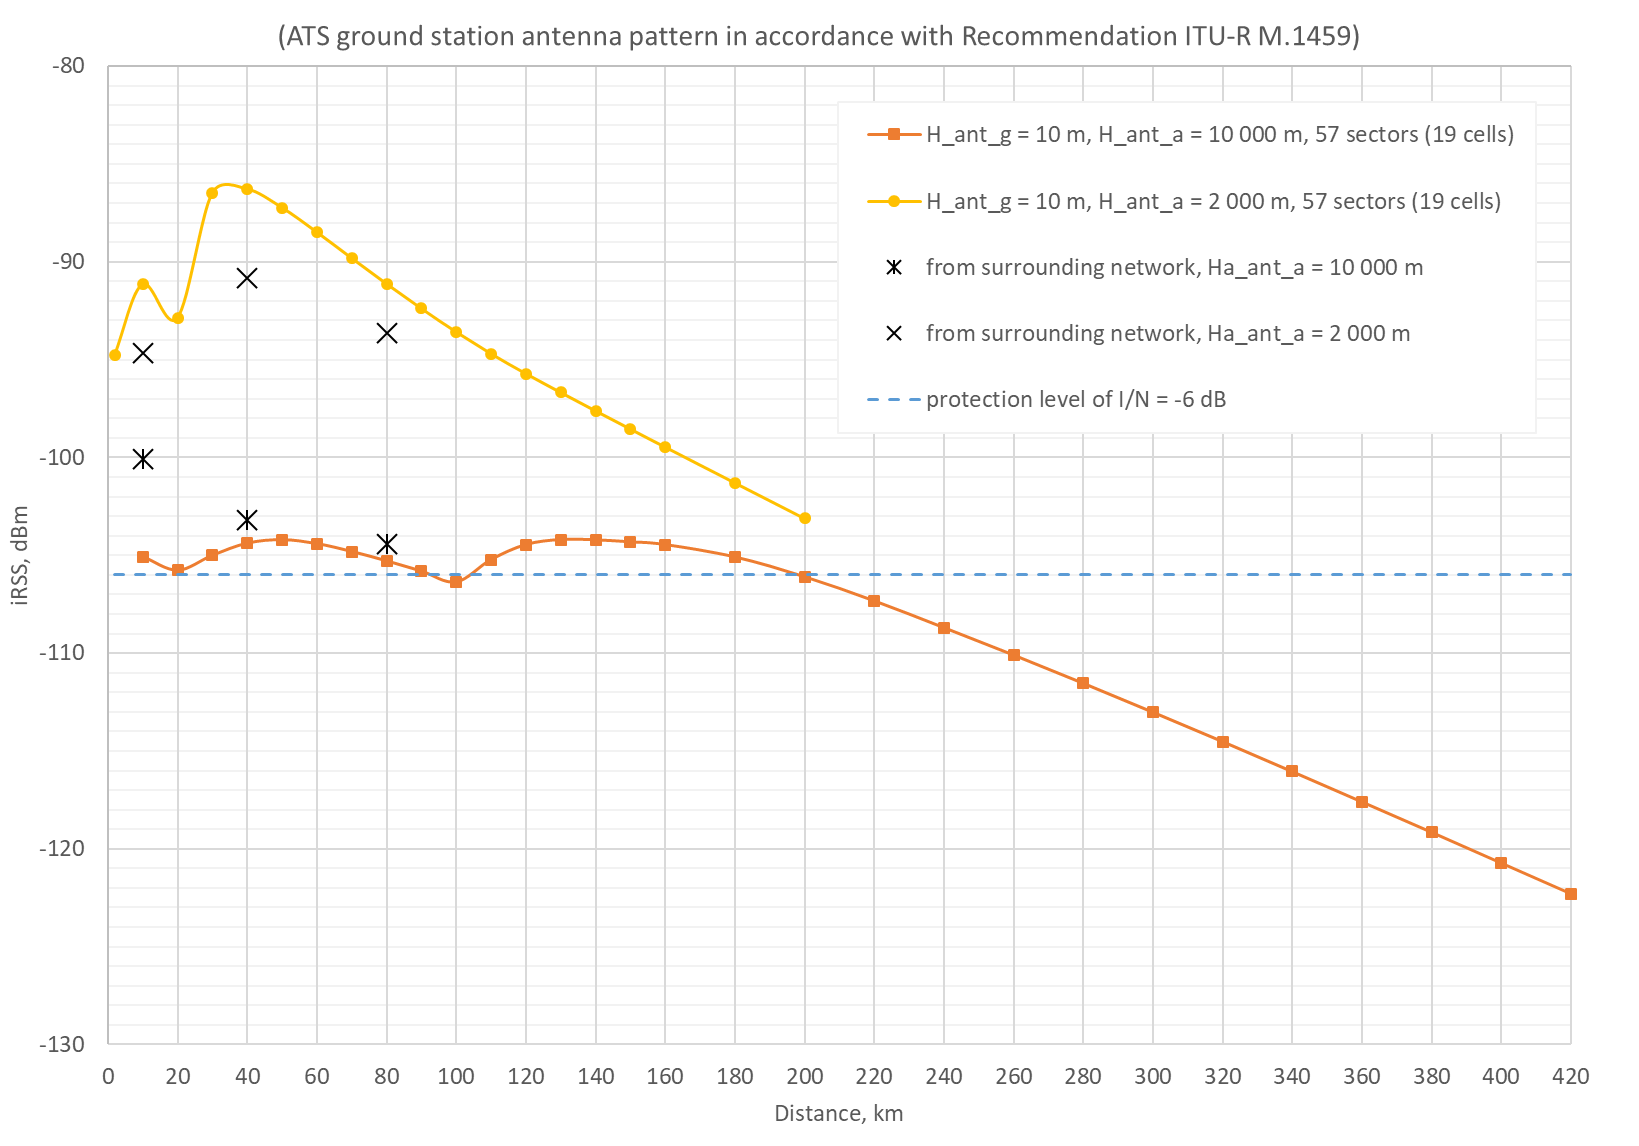 (ATS ground station antenna pattern in accordance with Recommendation ITU-R M.1459)
-80
-90
-100
-110
-120
-130
iRSS, dBm
H_ant_g = 10 m, H_ant_a = 10 000 m, 57 sectors (19 cells)
H_ant_g = 10 m, H_ant_a = 2 000 m, 57 sectors (19 cells)
from surrounding network, Ha_ant_a = 10 000 m
from surrounding network, Ha_ant_a = 2 000 m
protection level of I/N = -6 dB
0 20 40 60 80 100 120 140 160 180 200 220 240 260 280 300 320 340 360 380 400 420
Distance, km